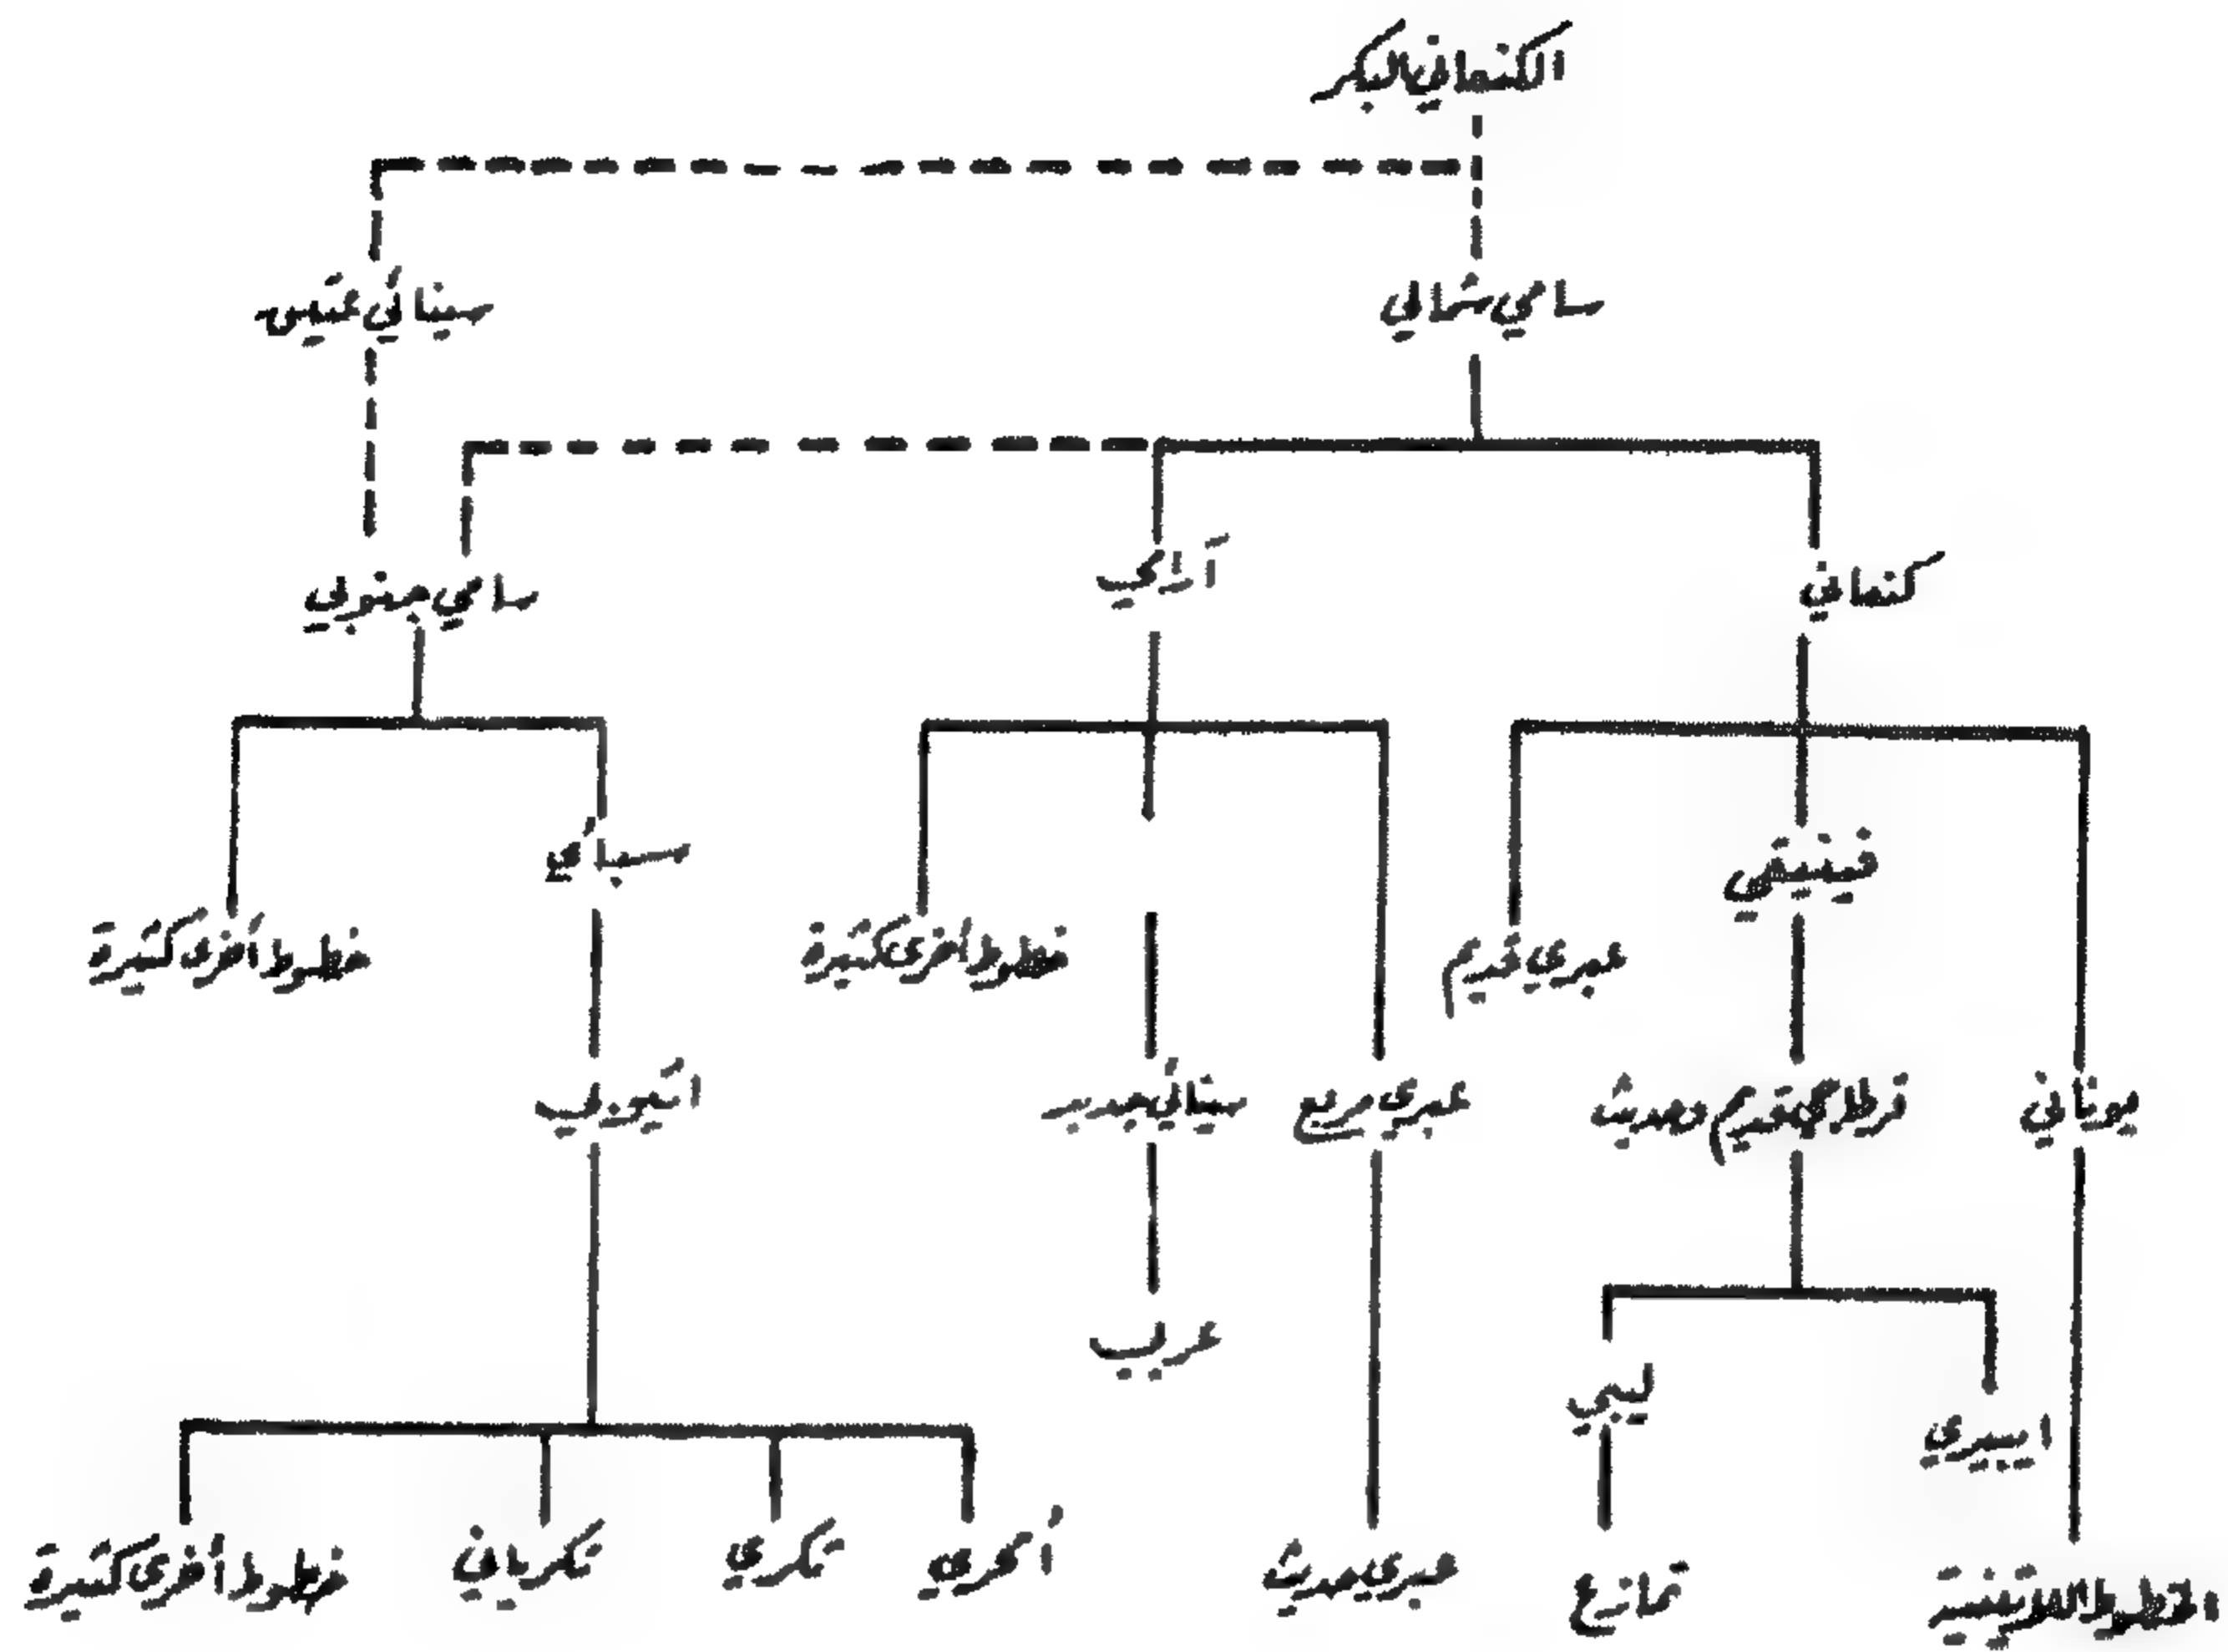 الكنعاني البكر
سينائي عتيق
سامي شمالي
سامي جنوبي
آرامي
كنعاني
سبائي
فينيقي
خطوط أخرى كثيرة
خطوط أخرى كثيرة
عبري قديم
اثيوبي
سينائي جديد
عبري مربع
قرطاجي قديم وحديث
يوناني
عربي
ليبي
ايبيري
خطوط أخرى كثيرة
تكرياني
تكري
أمحري
عبري حديث
تمازغ
الخطوط اللاتينية